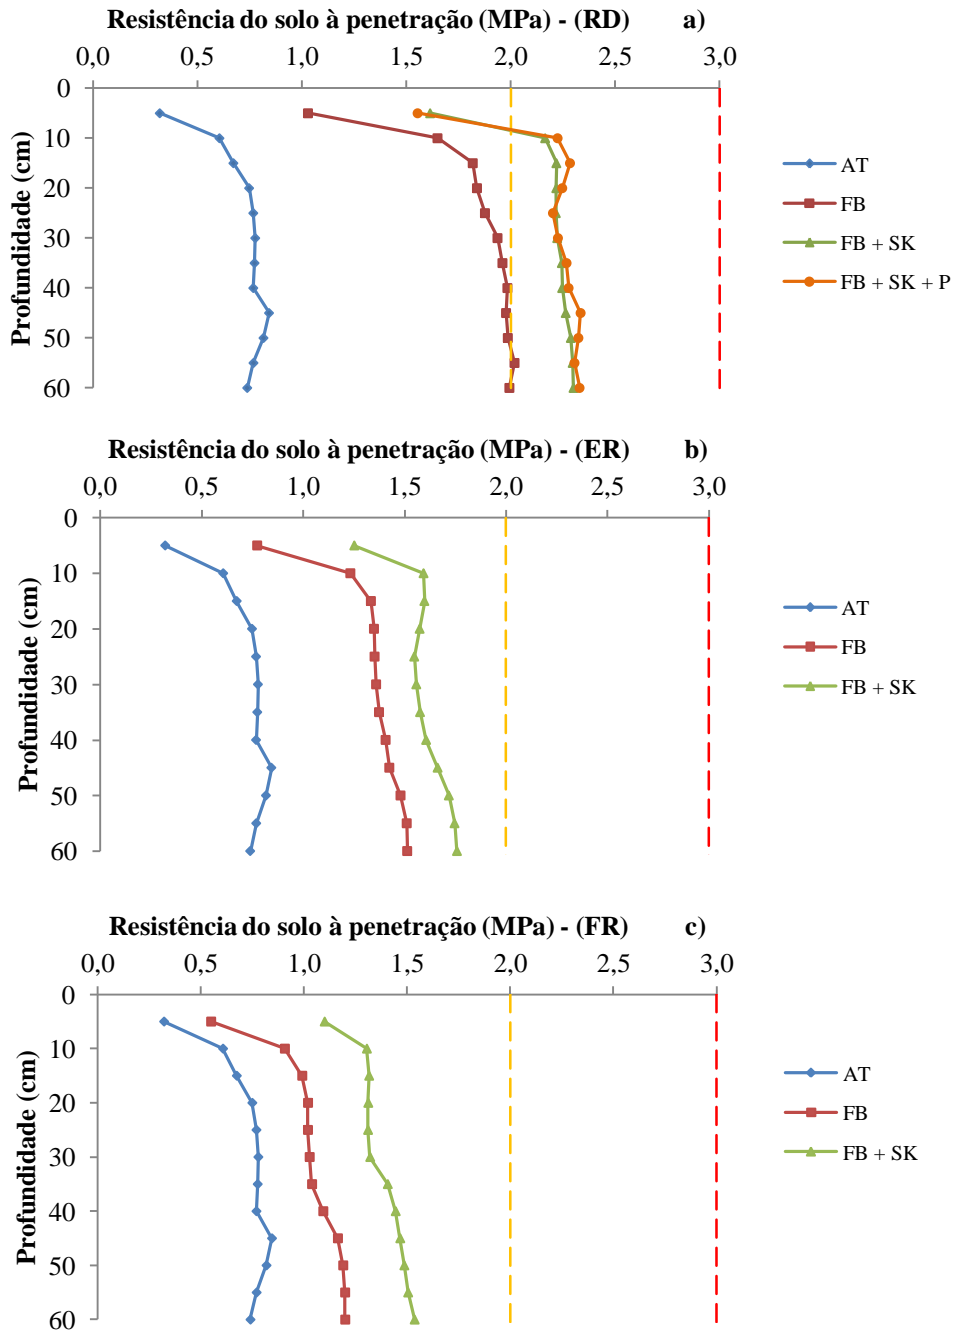 Resistência do solo à penetração (MPa) - (RD) a)
0,0 0,5 1,0 1,5 2,0 2,5 3,0
0
10
20
30
40
50
60
Profundidade (cm)
AT
FB
FB + SK
FB + SK + P
Resistência do solo à penetração (MPa) - (ER) b)
0,0 0,5 1,0 1,5 2,0 2,5 3,0
0
10
20
30
40
50
60
Profundidade (cm)
AT
FB
FB + SK
Resistência do solo à penetração (MPa) - (FR) c)
0,0 0,5 1,0 1,5 2,0 2,5 3,0
0
10
20
30
40
50
60
Profundidade (cm)
AT
FB
FB + SK